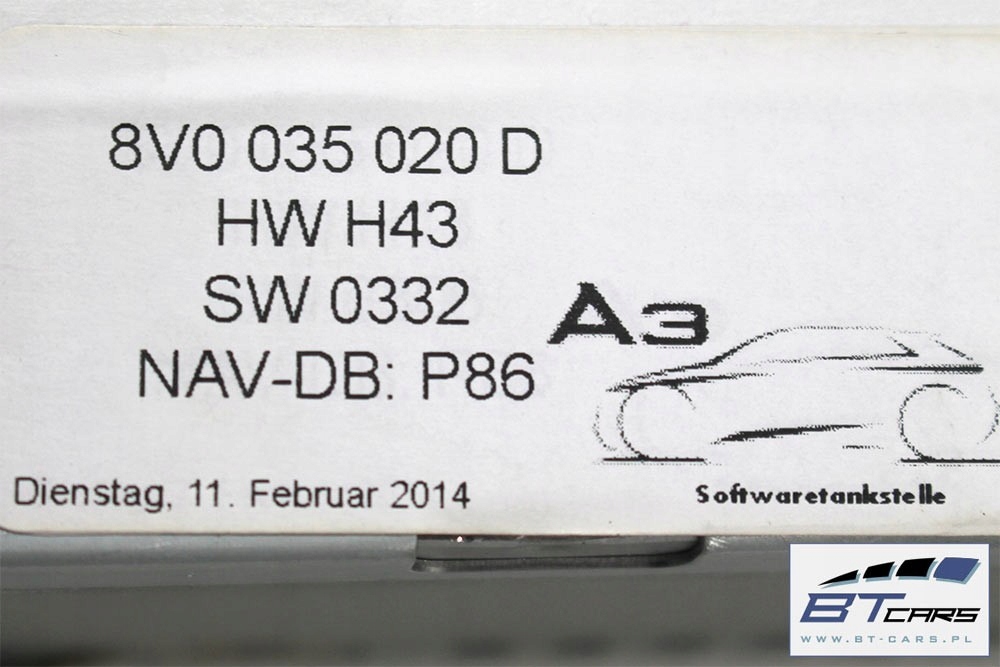 8V0 035 020 D
HW H43
SW 0332
NAV-DB: P86
A3
Dienstag, 11. Februar 2014
Softwaretankstelle
BT CARS
WWW.BT-CARS.PL